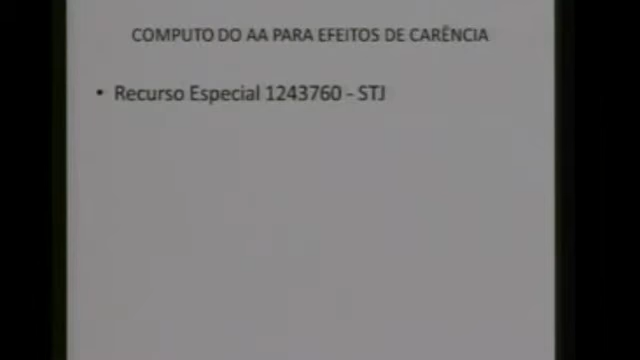 COMPUTO DO AA PARA EFEITOS DE CARÊNCIA
• Recurso Especial 1243760 - STJ